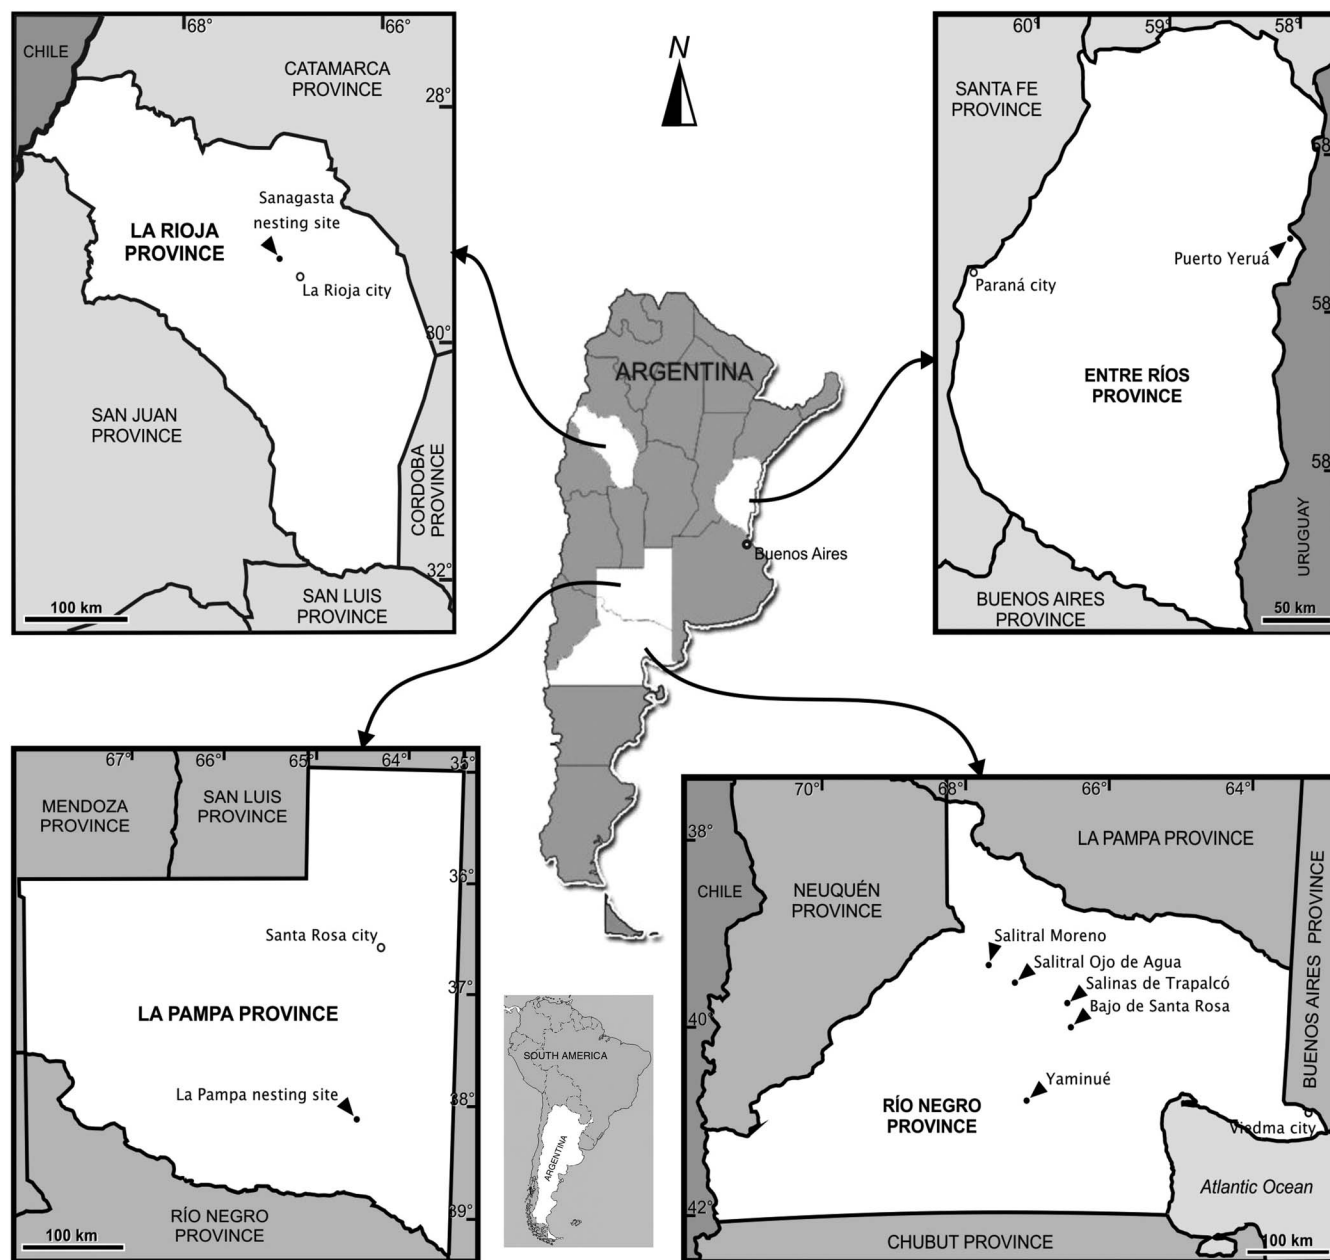 68°
66°
CHILE
CATAMARCA
PROVINCE
28°
Sanagasta
nesting site
LA RIOJA
PROVINCE
La Rioja city
30°
SAN JUAN
PROVINCE
CORDOBA
PROVINCE
32°
SAN LUIS
PROVINCE
100 km
N
60°
59°
58°
SANTA FE
PROVINCE
58°
Puerto Yeruá
Paraná city
58°
ENTRE RÍOS
PROVINCE
58°
URUGUAY
BUENOS AIRES
PROVINCE
50 km
ARGENTINA
Buenos Aires
67°
66°
65°
64°
35°
MENDOZA
PROVINCE
SAN LUIS
PROVINCE
36°
Santa Rosa city
37°
LA PAMPA PROVINCE
La Pampa nesting site
38°
RÍO NEGRO
PROVINCE
39°
100 km
SOUTH AMERICA
ARGENTINA
70°
68°
66°
64°
38°
LA PAMPA PROVINCE
CHILE
NEUQUÉN
PROVINCE
BUENOS AIRES PROVINCE
Salitral Moreno
Salitral Ojo de Agua
Salinas de Trapalcó
Bajo de Santa Rosa
40°
Yaminué
RÍO NEGRO
PROVINCE
Viedma city
Atlantic Ocean
42°
CHUBUT PROVINCE
100 km